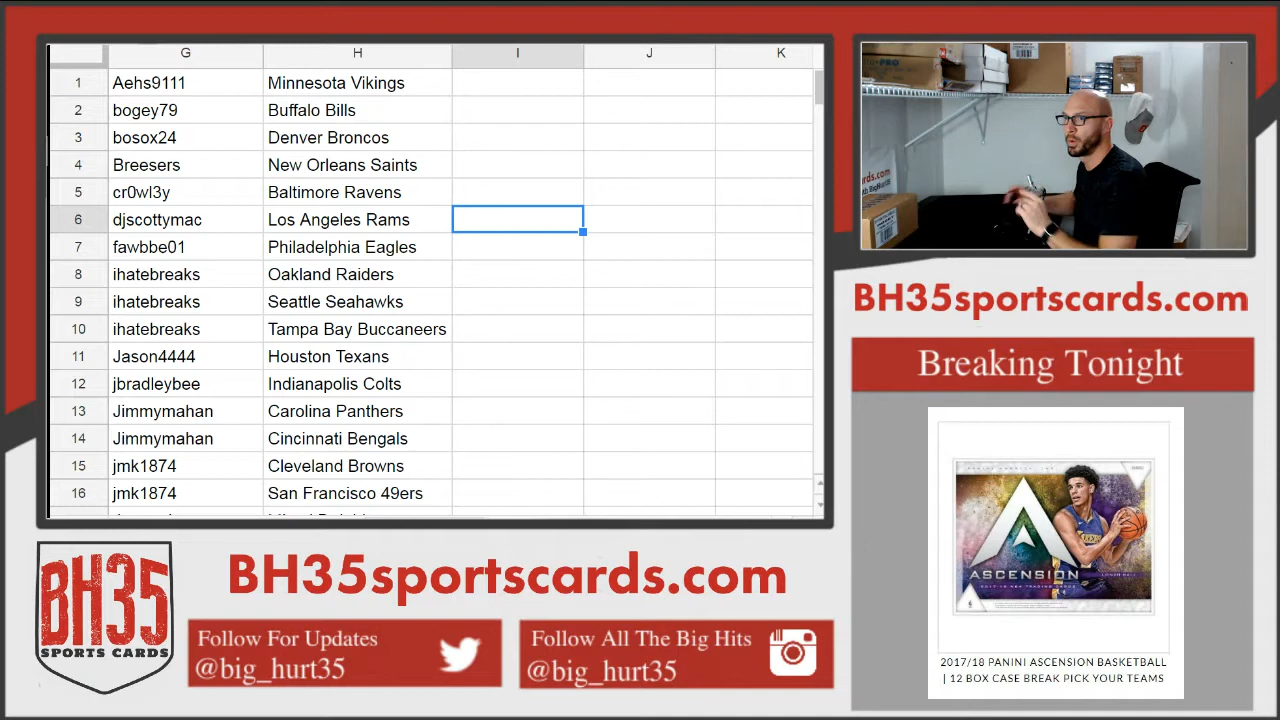 G H I J K
1 Aehs9111 Minnesota Vikings
2 bogey79 Buffalo Bills
3 bosox24 Denver Broncos
4 Breesers New Orleans Saints
5 cr0wl3y Baltimore Ravens
6 djscottymac Los Angeles Rams
7 fawbbe01 Philadelphia Eagles
8 ihatebreaks Oakland Raiders
9 ihatebreaks Seattle Seahawks
10 ihatebreaks Tampa Bay Buccaneers
11 Jason4444 Houston Texans
12 jbradleybee Indianapolis Colts
13 Jimmymahan Carolina Panthers
14 Jimmymahan Cincinnati Bengals
15 jmk1874 Cleveland Browns
16 jmk1874 San Francisco 49ers
BH35sportscards.com
Breaking Tonight
ASCENSION
2017/18 PANINI ASCENSION BASKETBALL
| 12 BOX CASE BREAK PICK YOUR TEAMS
BH35
SPORTS CARDS
BH35sportscards.com
Follow For Updates
@big_hurt35
Follow All The Big Hits
@big_hurt35